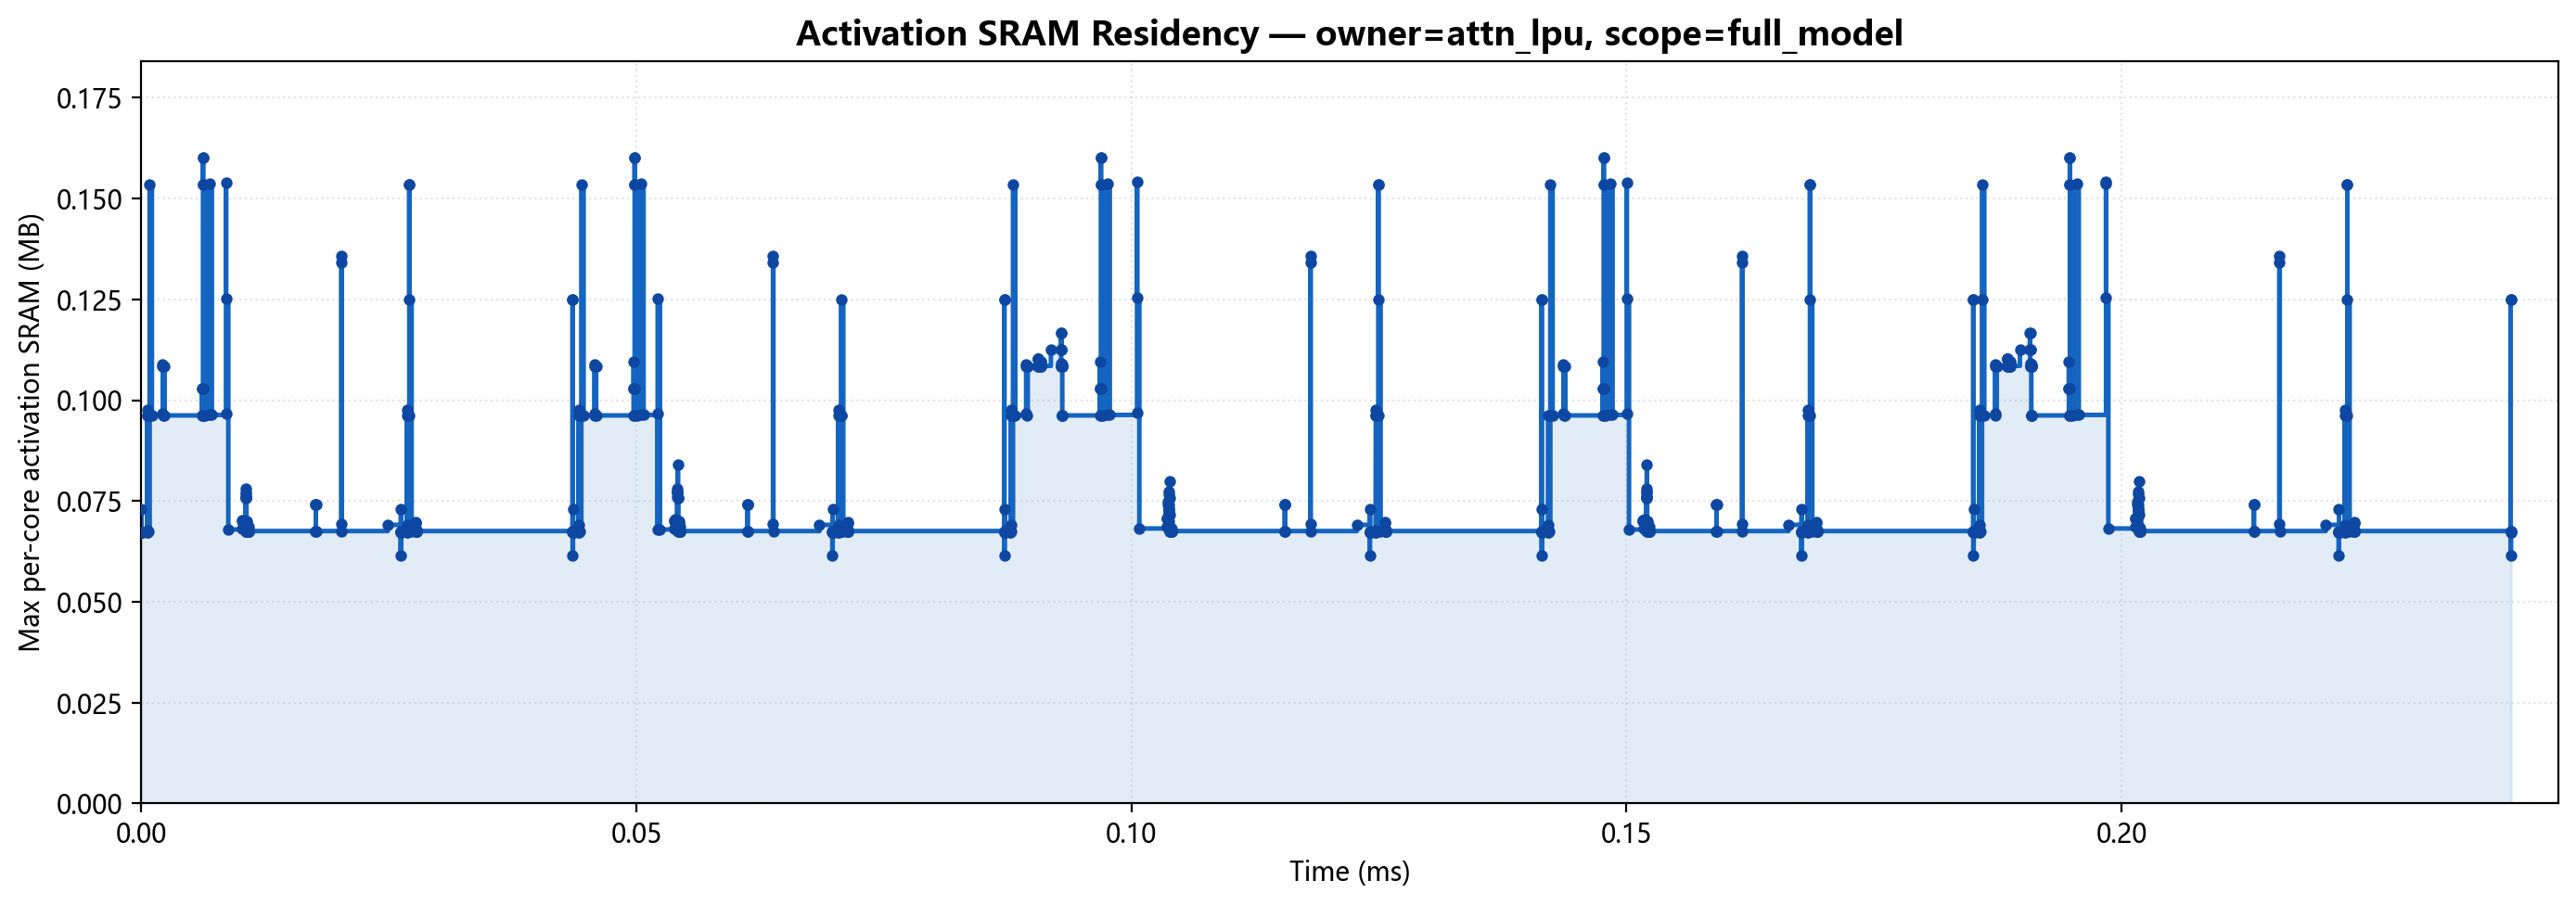 Activation SRAM Residency — owner=attn_lpu, scope=full_model
Max per-core activation SRAM (MB)
0.175
0.150
0.125
0.100
0.075
0.050
0.025
0.000
0.00 0.05 0.10 0.15 0.20
Time (ms)